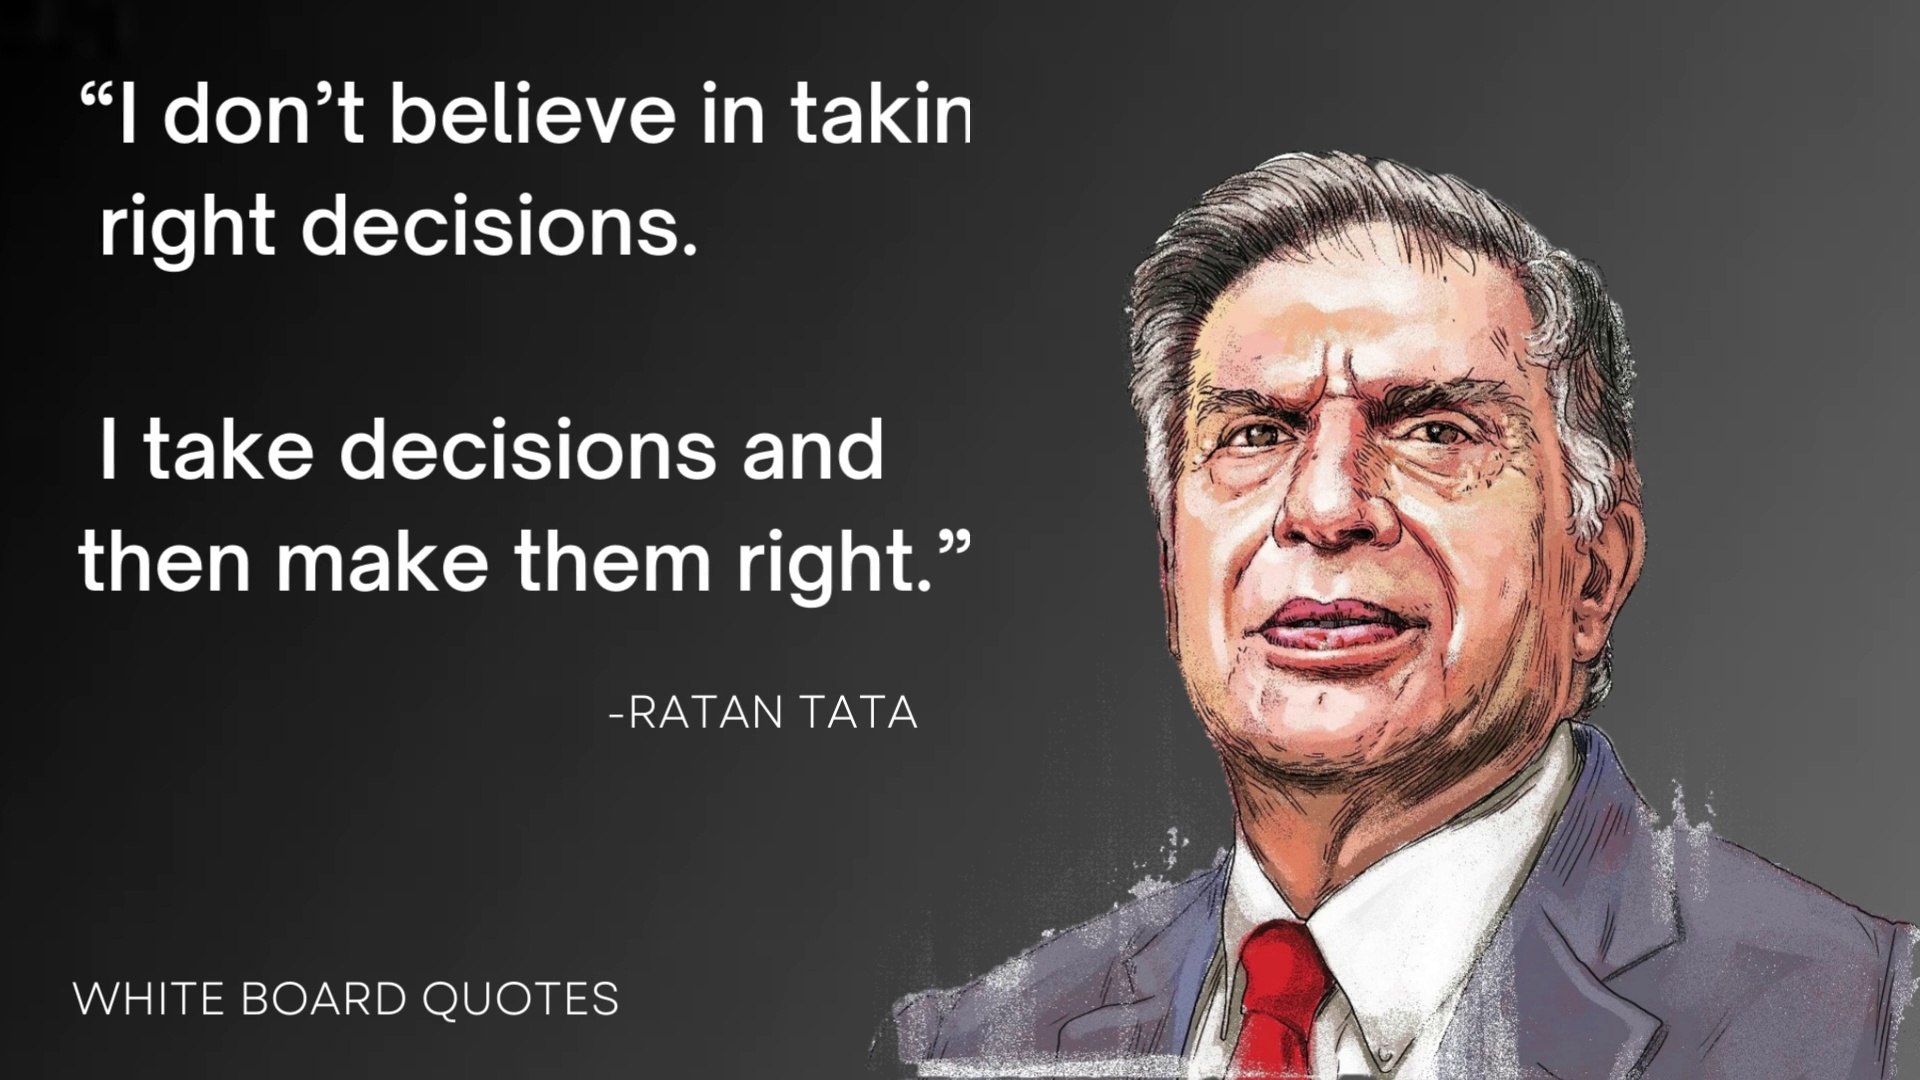 “I don’t believe in takin
right decisions.
I take decisions and
then make them right.”
-RATAN TATA
WHITE BOARD QUOTES